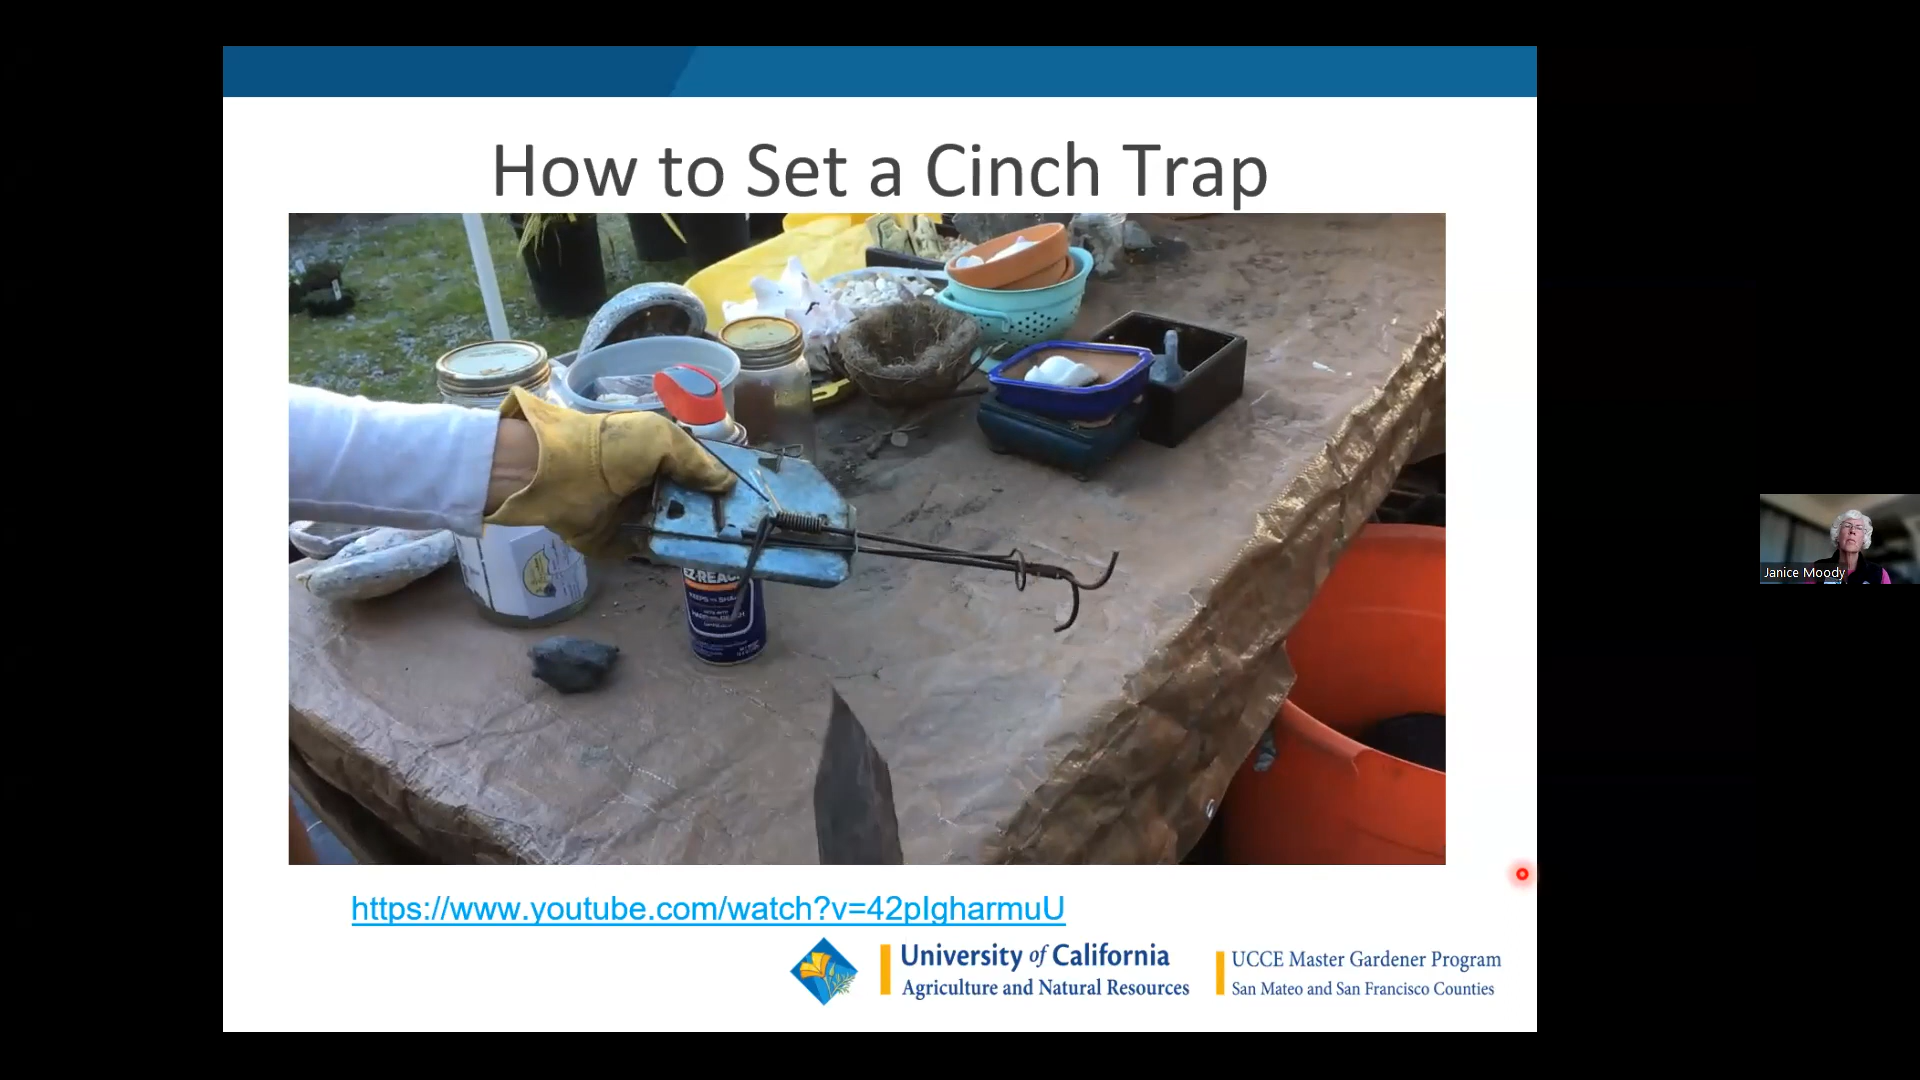 How to Set a Cinch Trap
EZ-REACH
https://www.youtube.com/watch?v=42pIgharmuU
University of California
Agriculture and Natural Resources
UCCE Master Gardener Program
San Mateo and San Francisco Counties
Janice Moody